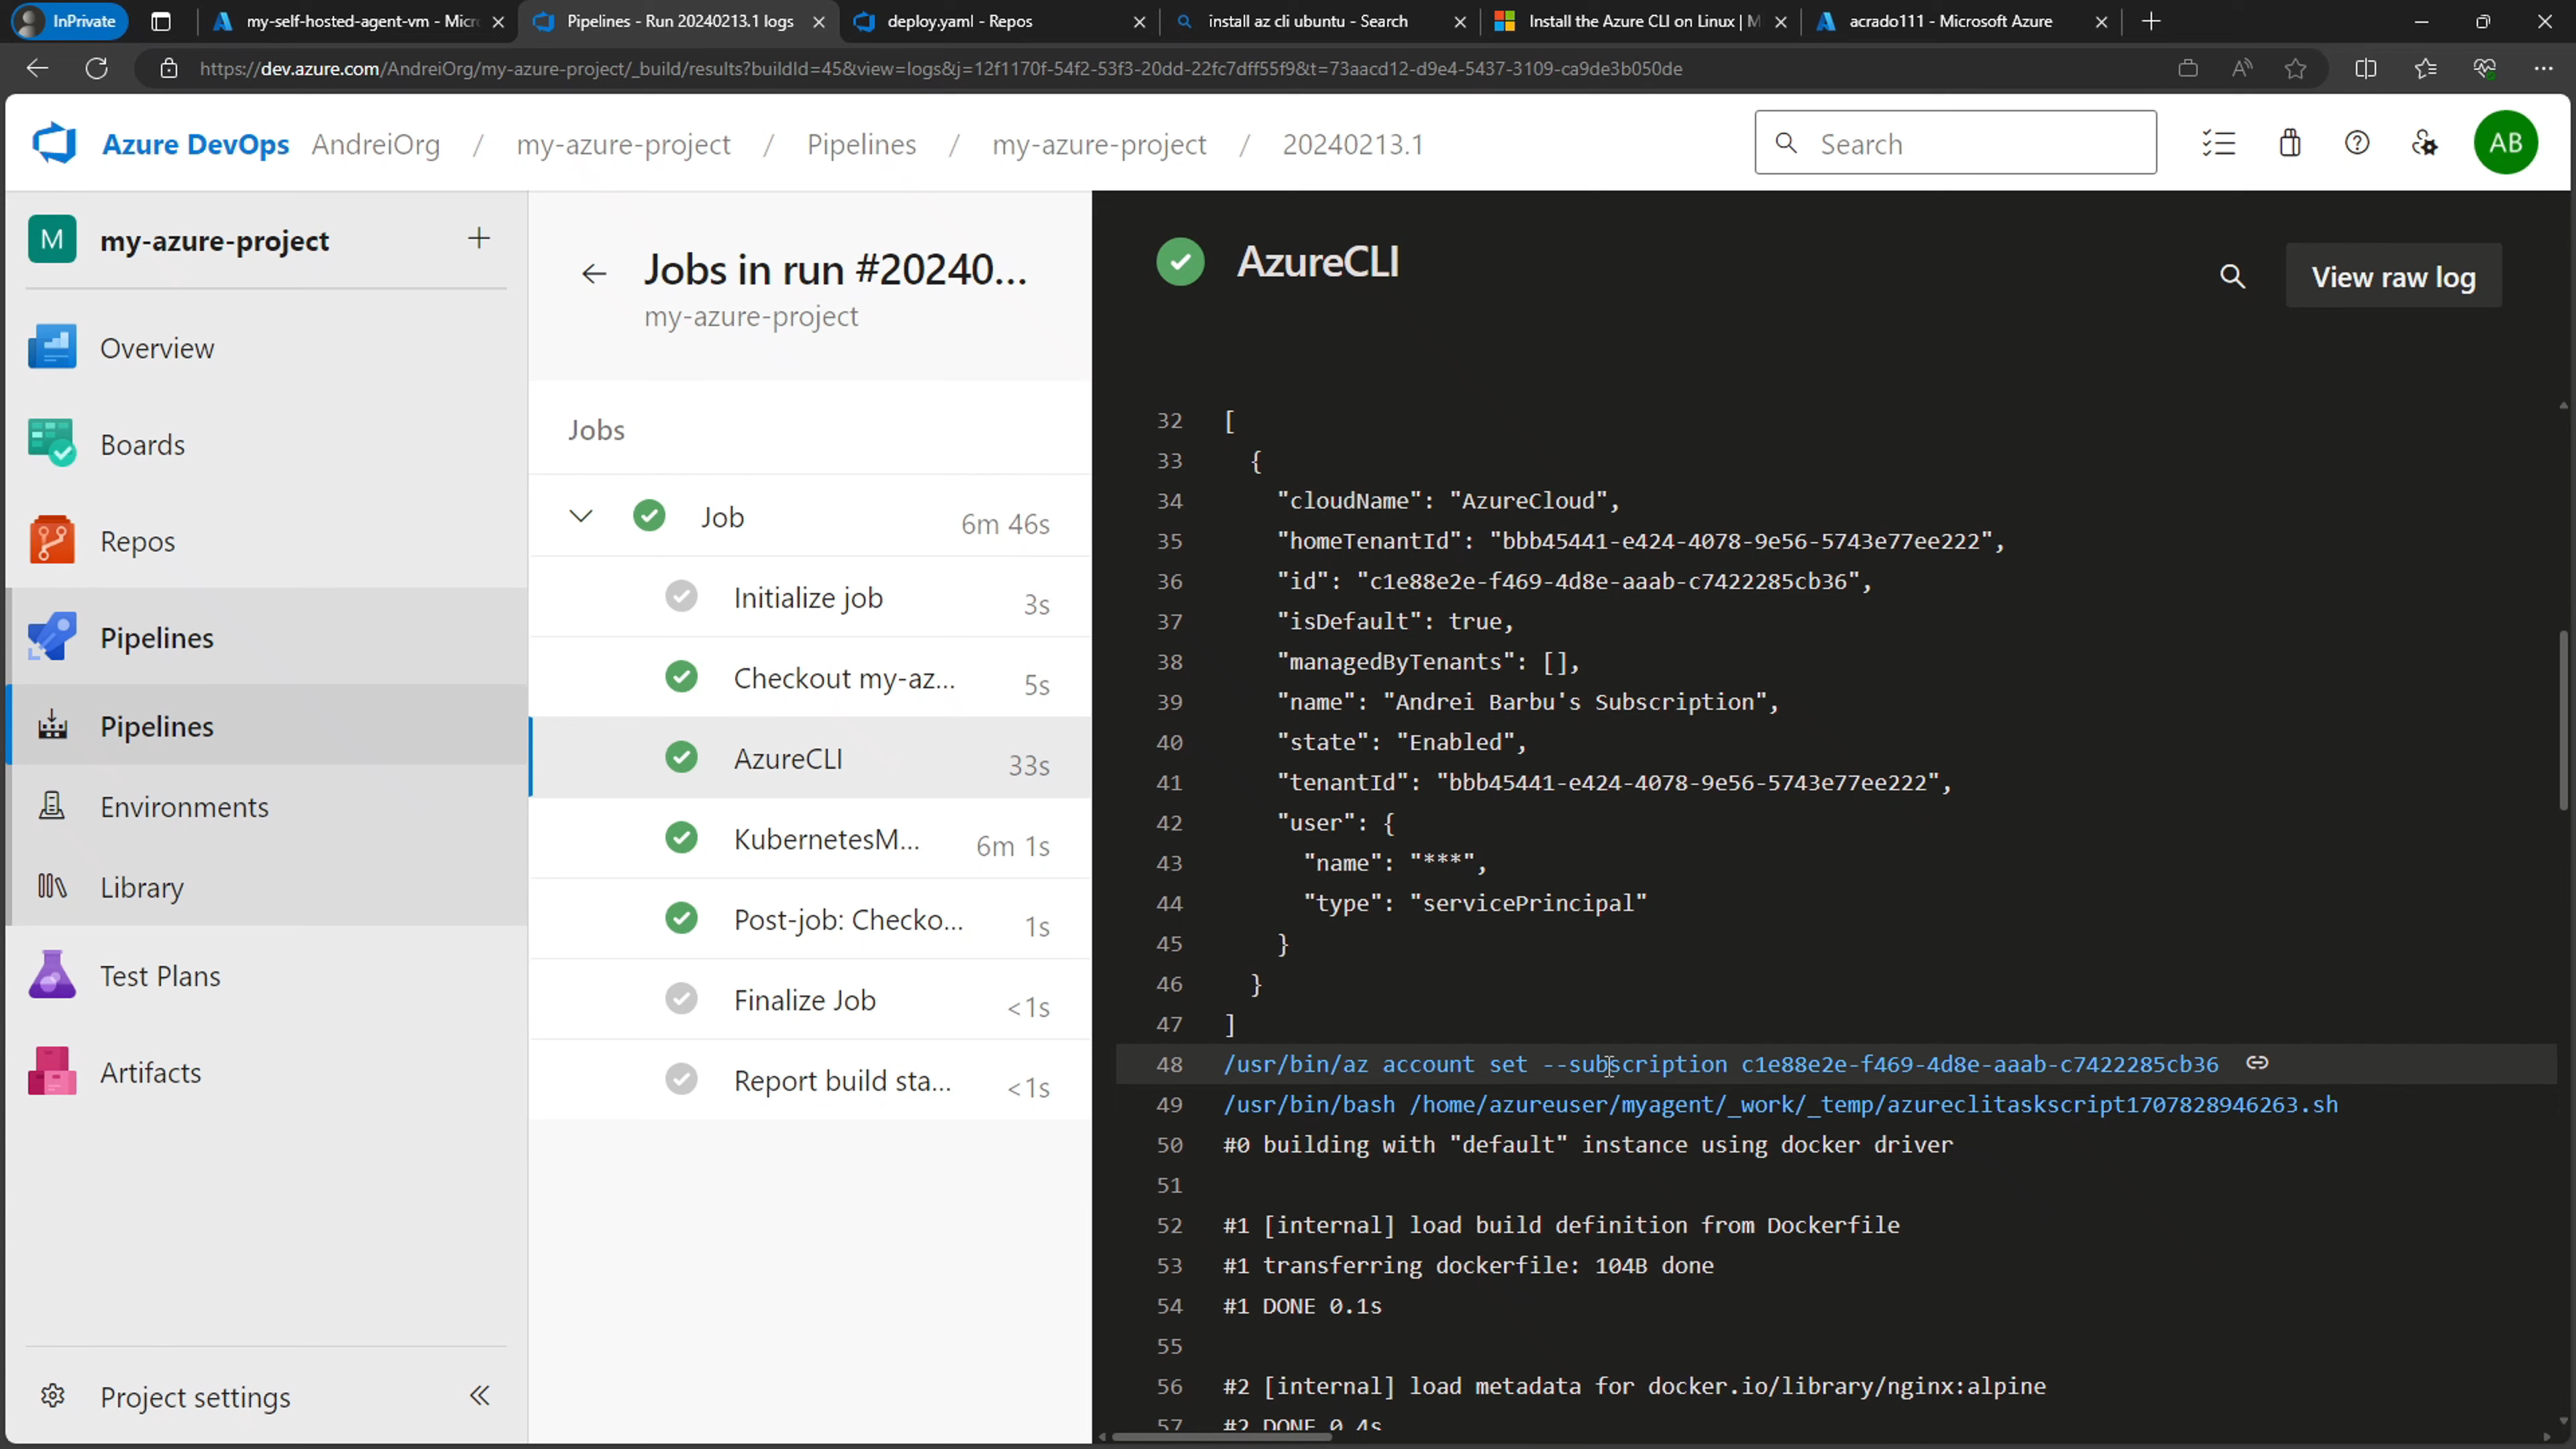 InPrivate
my-self-hosted-agent-vm - Micr
Pipelines - Run 20240213.1 logs
deploy.yaml - Repos
install az cli ubuntu - Search
Install the Azure CLI on Linux | M
acrado111 - Microsoft Azure
https://dev.azure.com/AndreiOrg/my-azure-project/_build/results?buildId=45&view=logs&j=12f1170f-54f2-53f3-20dd-22fc7dff55f9&t=73aacd12-d9e4-5437-3109-ca9de3b050de
Azure DevOps AndreiOrg / my-azure-project / Pipelines / my-azure-project / 20240213.1
Search
AB
M my-azure-project
Overview
Boards
Repos
Pipelines
Pipelines
Environments
Library
Test Plans
Artifacts
Project settings
Jobs in run #20240...
my-azure-project
Jobs
Job 6m 46s
Initialize job 3s
Checkout my-az... 5s
AzureCLI 33s
KubernetesM... 6m 1s
Post-job: Checko... 1s
Finalize Job <1s
Report build sta... <1s
AzureCLI
View raw log
32 [
33 {
34 "cloudName": "AzureCloud",
35 "homeTenantId": "bbb45441-e424-4078-9e56-5743e77ee222",
36 "id": "c1e88e2e-f469-4d8e-aaab-c7422285cb36",
37 "isDefault": true,
38 "managedByTenants": [],
39 "name": "Andrei Barbu's Subscription",
40 "state": "Enabled",
41 "tenantId": "bbb45441-e424-4078-9e56-5743e77ee222",
42 "user": {
43 "name": "***",
44 "type": "servicePrincipal"
45 }
46 }
47 ]
48 /usr/bin/az account set --subscription c1e88e2e-f469-4d8e-aaab-c7422285cb36
49 /usr/bin/bash /home/azureuser/myagent/_work/_temp/azureclitaskscript1707828946263.sh
50 #0 building with "default" instance using docker driver
51
52 #1 [internal] load build definition from Dockerfile
53 #1 transferring dockerfile: 104B done
54 #1 DONE 0.1s
55
56 #2 [internal] load metadata for docker.io/library/nginx:alpine
57 #2 DONE 0.4s